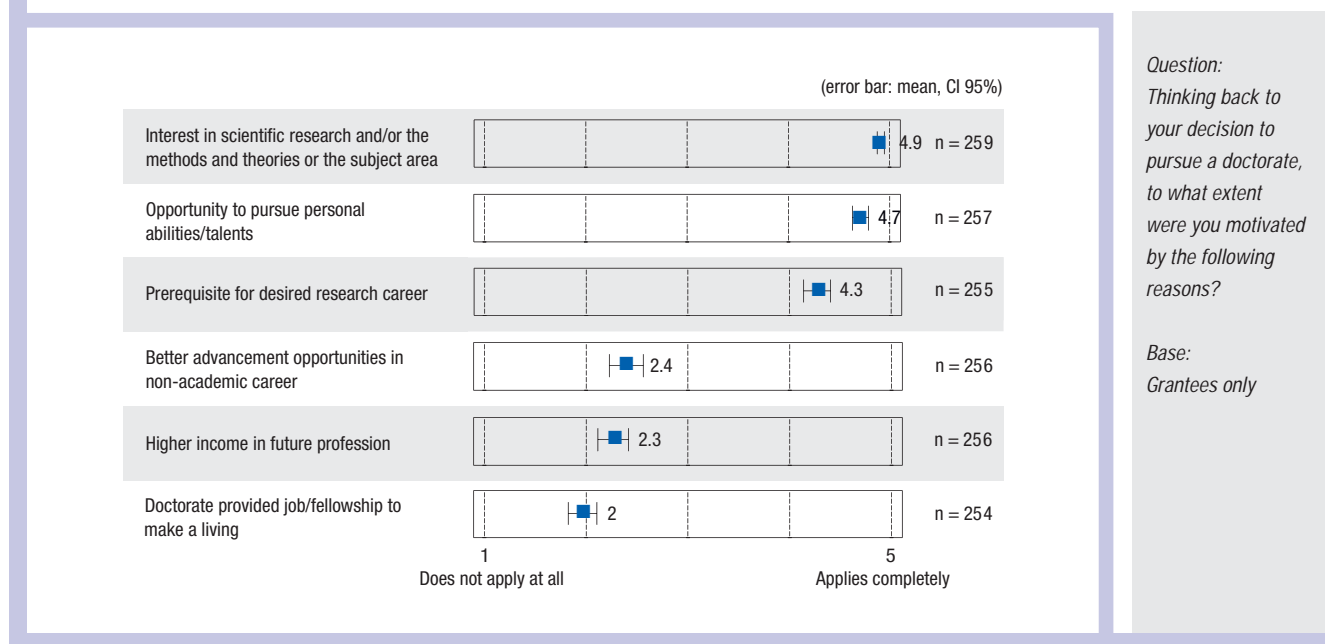 (error bar: mean, CI 95%)
Interest in scientific research and/or the
methods and theories or the subject area
4.9 n = 259
Opportunity to pursue personal
abilities/talents
4.7 n = 257
Prerequisite for desired research career
4.3 n = 255
Better advancement opportunities in
non-academic career
2.4 n = 256
Higher income in future profession
2.3 n = 256
Doctorate provided job/fellowship to
make a living
2 n = 254
1 5
Does not apply at all Applies completely
Question:
Thinking back to
your decision to
pursue a doctorate,
to what extent
were you motivated
by the following
reasons?
Base:
Grantees only